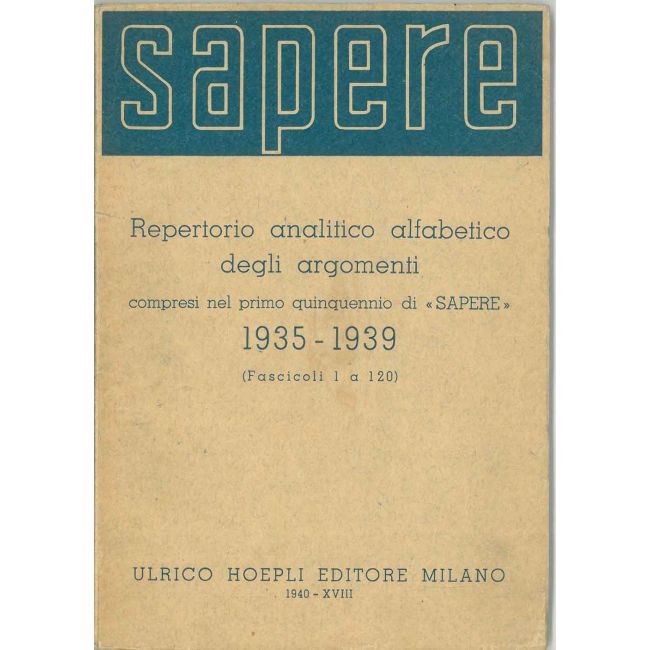 sapere
Repertorio analitico alfabetico
degli argomenti
compresi nel primo quinquennio di «SAPERE»
1935 - 1939
(Fascicoli 1 a 120)
ULRICO HOEPLI EDITORE MILANO
1940 - XVIII